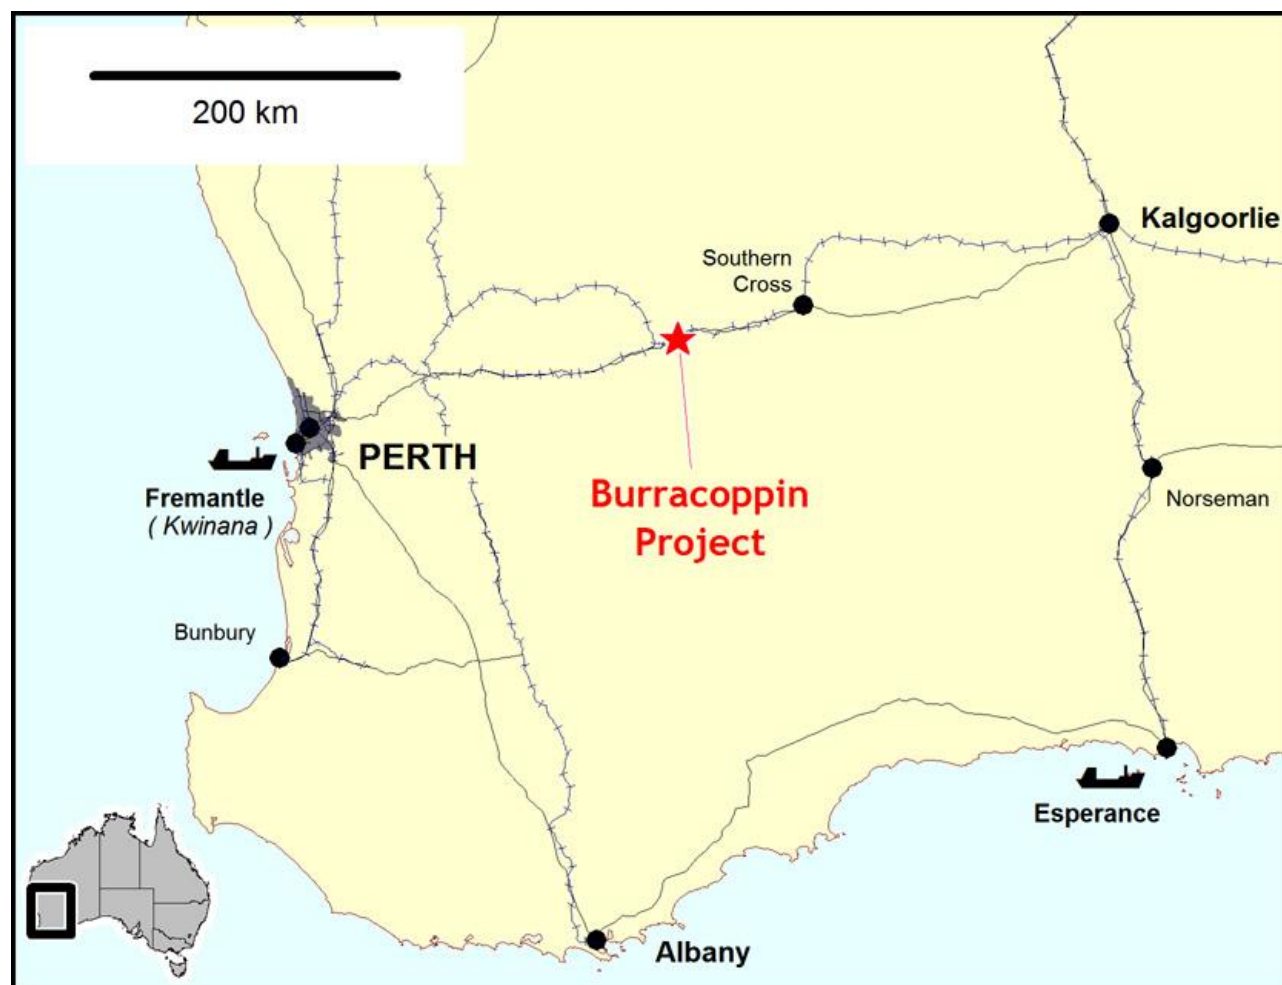 200 km
Kalgoorlie
Southern
Cross
PERTH
Fremantle
( Kwinana )
Burracoppin
Project
Norseman
Bunbury
Esperance
Albany